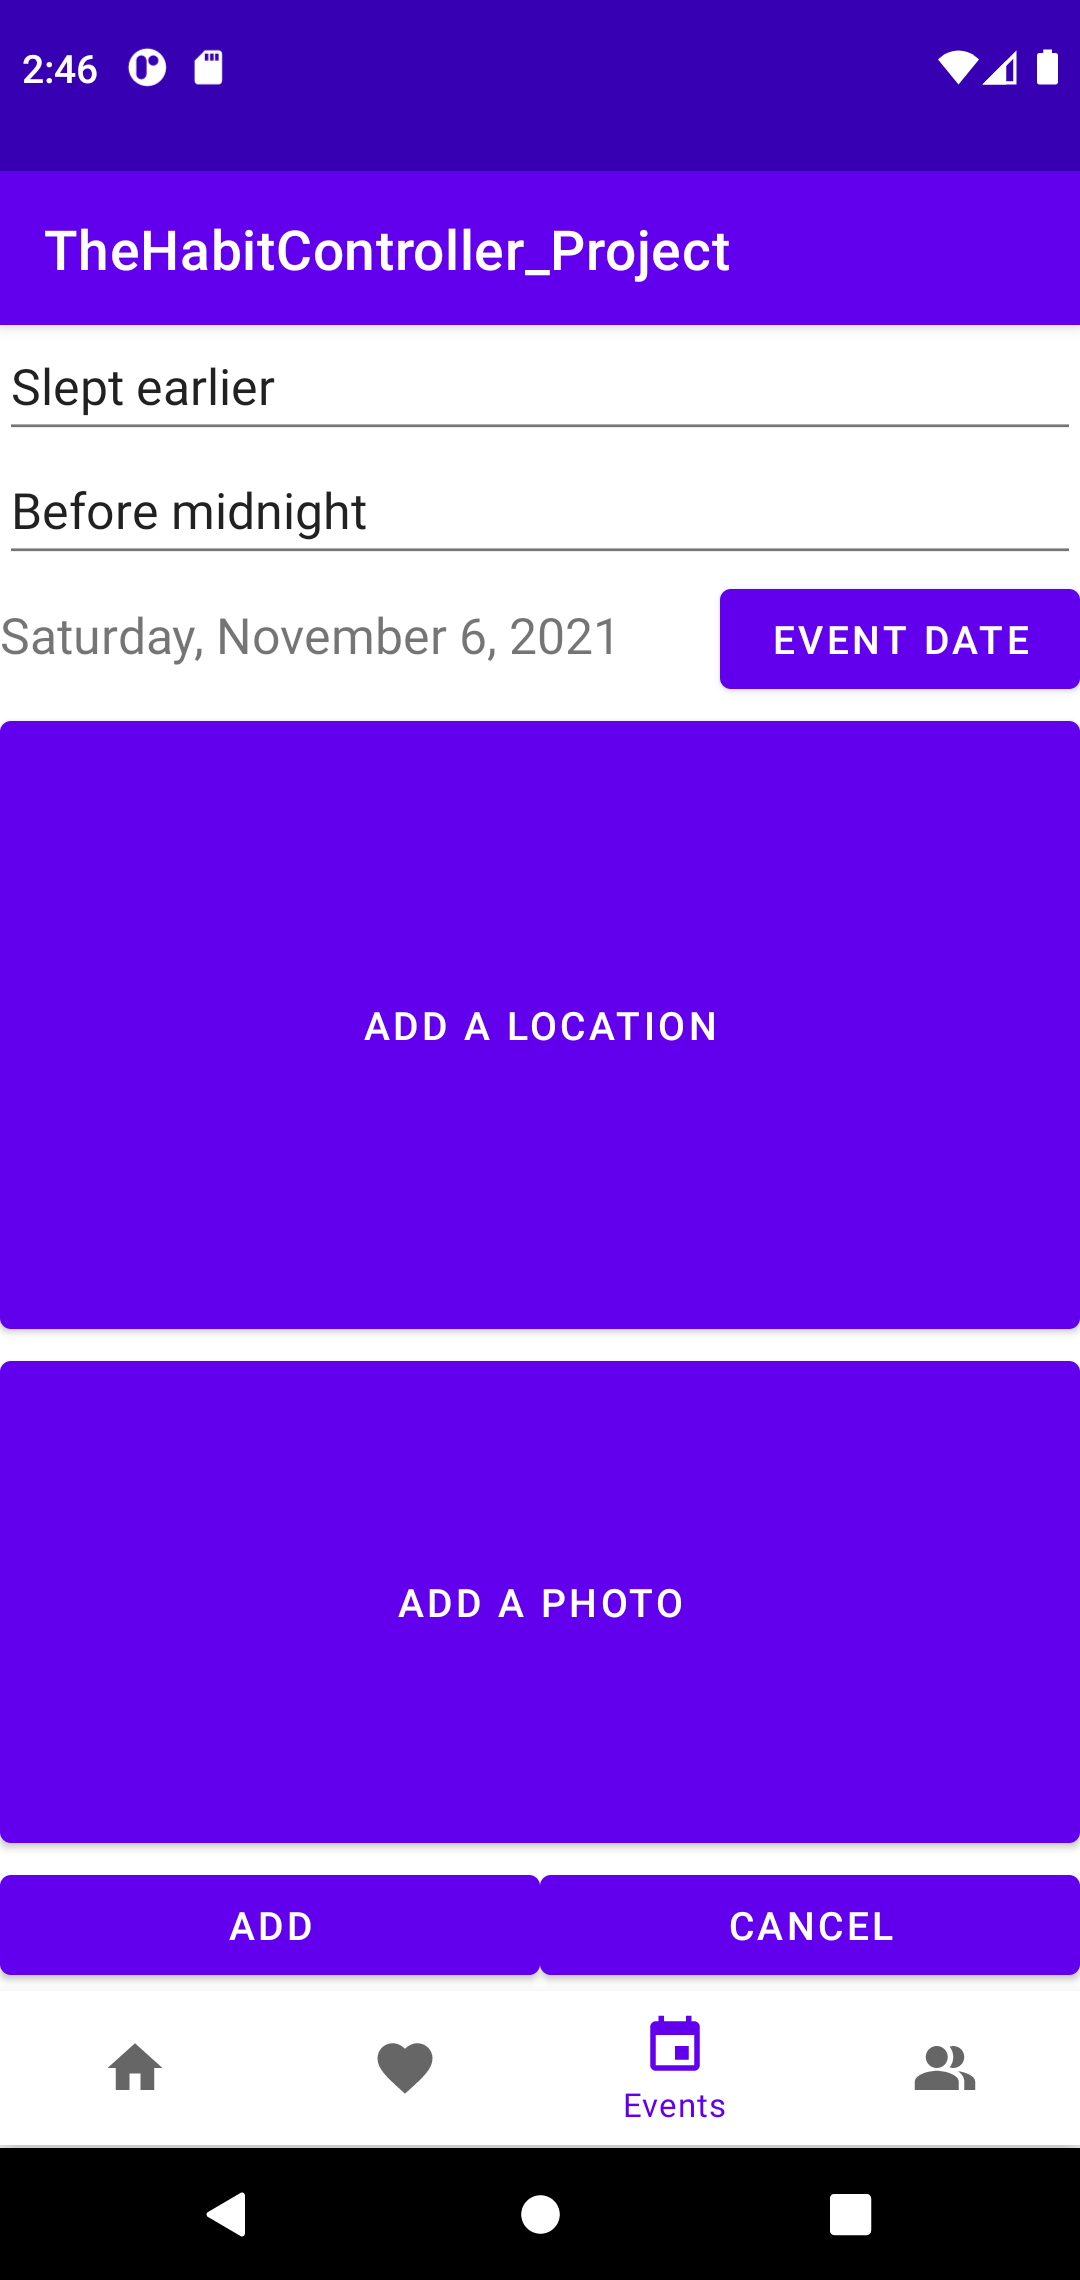 2:46
TheHabitController_Project
Slept earlier
Before midnight
Saturday, November 6, 2021 EVENT DATE
ADD A LOCATION
ADD A PHOTO
ADD CANCEL
Events